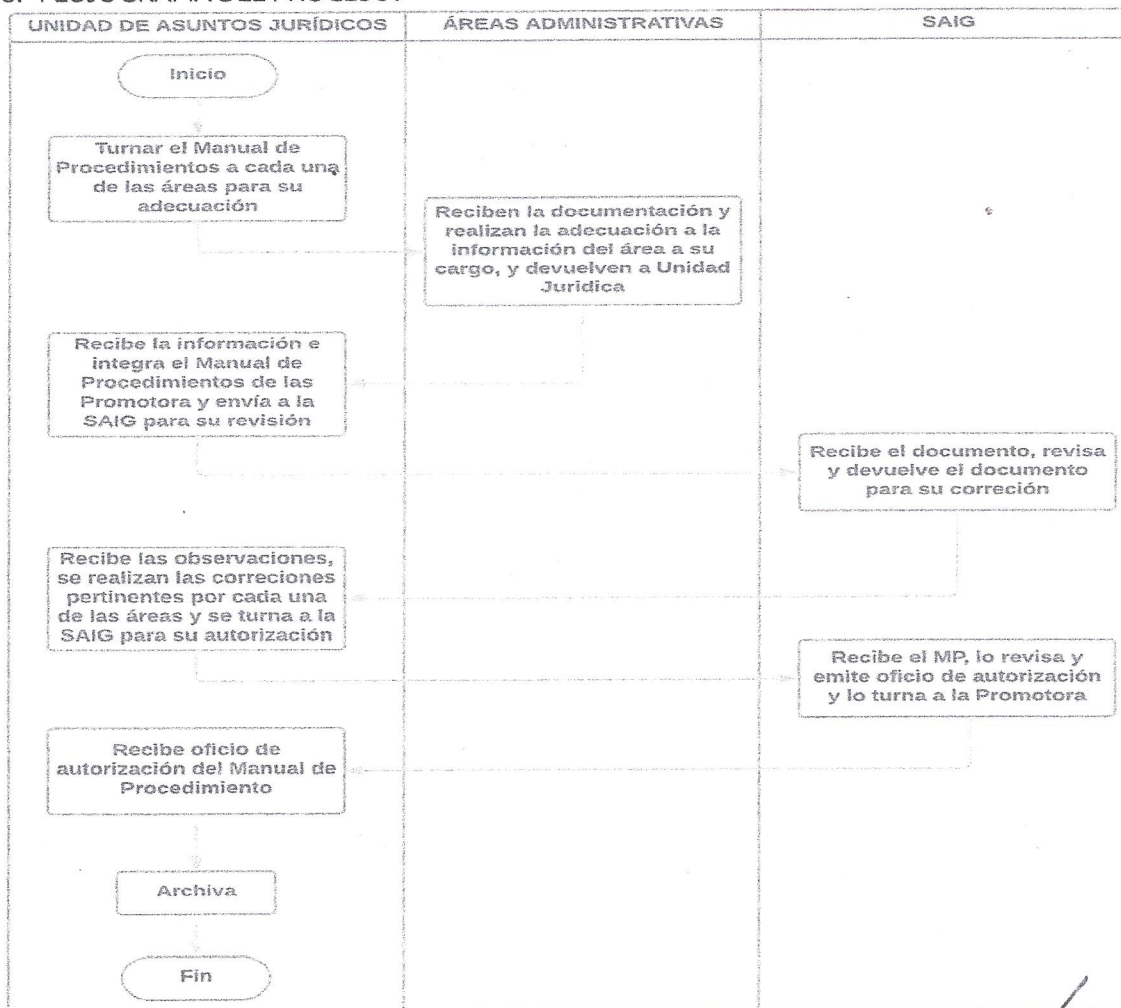 UNIDAD DE ASUNTOS JURÍDICOS
ÁREAS ADMINISTRATIVAS
SAIG
Inicio
Turnar el Manual de
Procedimientos a cada una
de las áreas para su
adecuación
Reciben la documentación y
realizan la adecuación a la
información del área a su
cargo, y devuelven a Unidad
Juridica
Recibe la información e
integra el Manual de
Procedimientos de las
Promotora y envía a la
SAIG para su revisión
Recibe el documento, revisa
y devuelve el documento
para su correción
Recibe las observaciones,
se realizan las correciones
pertinentes por cada una
de las áreas y se turna a la
SAIG para su autorización
Recibe el MP, lo revisa y
emite oficio de autorización
y lo turna a la Promotora
Recibe oficio de
autorización del Manual de
Procedimiento
Archiva
Fin